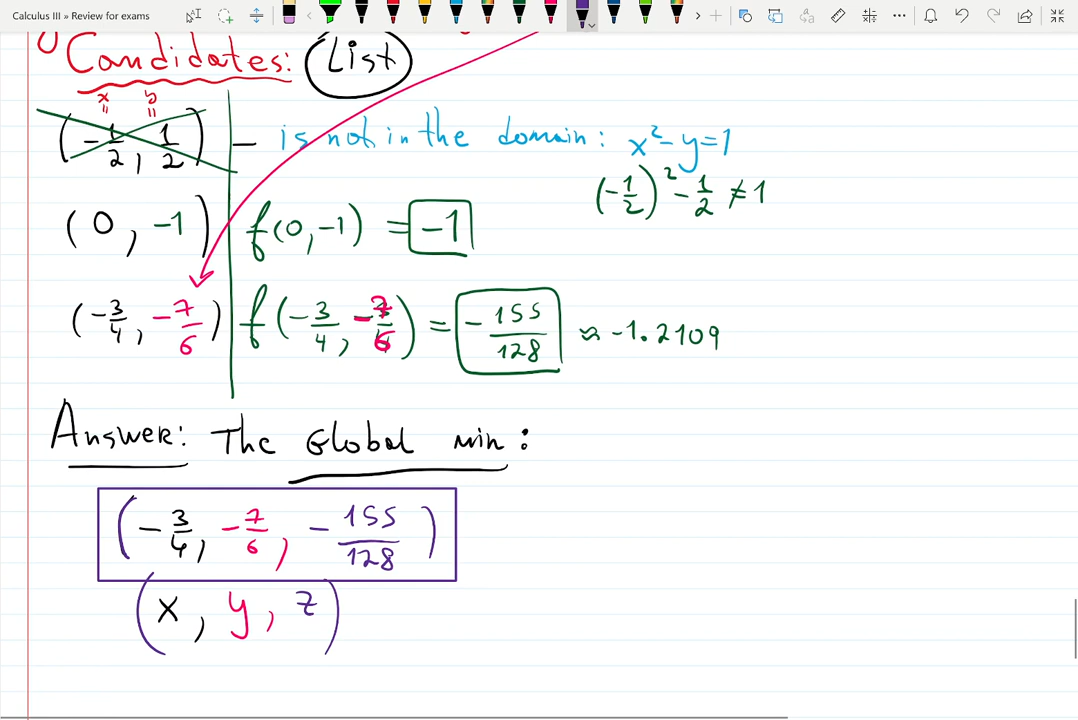 Calculus III » Review for exams
Candidates: List
x = y =
(-1/2, 1/2) – is not in the domain: x²-y=1
(-1/2)² - 1/2 ≠ 1
(0, -1) f(0,-1) = -1
(-3/4, -7/6) f(-3/4, -7/6) = -155/128 ≈ -1.2109
Answer: The Global min:
(-3/4, -7/6, -155/128)
(x, y, z)